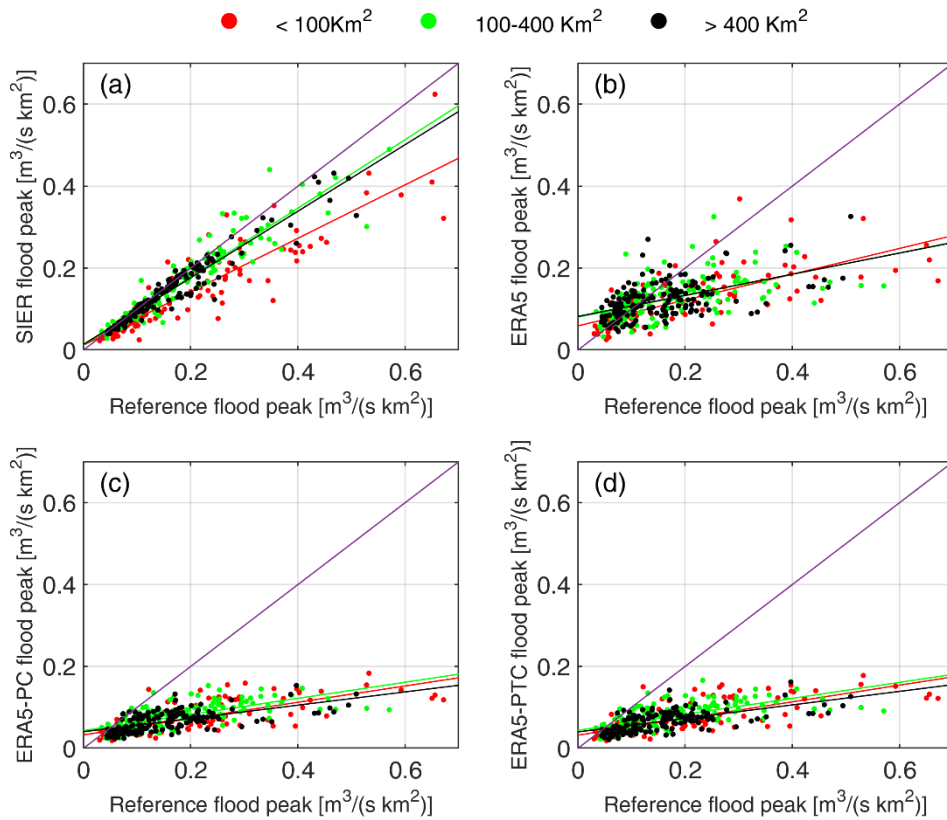 < 100Km² 100-400 Km² > 400 Km²
(a)
SIER flood peak [m³/(s km²)]
0.6
0.4
0.2
0
0 0.2 0.4 0.6
Reference flood peak [m³/(s km²)]
(b)
ERA5 flood peak [m³/(s km²)]
0.6
0.4
0.2
0
0 0.2 0.4 0.6
Reference flood peak [m³/(s km²)]
(c)
ERA5-PC flood peak [m³/(s km²)]
0.6
0.4
0.2
0
0 0.2 0.4 0.6
Reference flood peak [m³/(s km²)]
(d)
ERA5-PTC flood peak [m³/(s km²)]
0.6
0.4
0.2
0
0 0.2 0.4 0.6
Reference flood peak [m³/(s km²)]